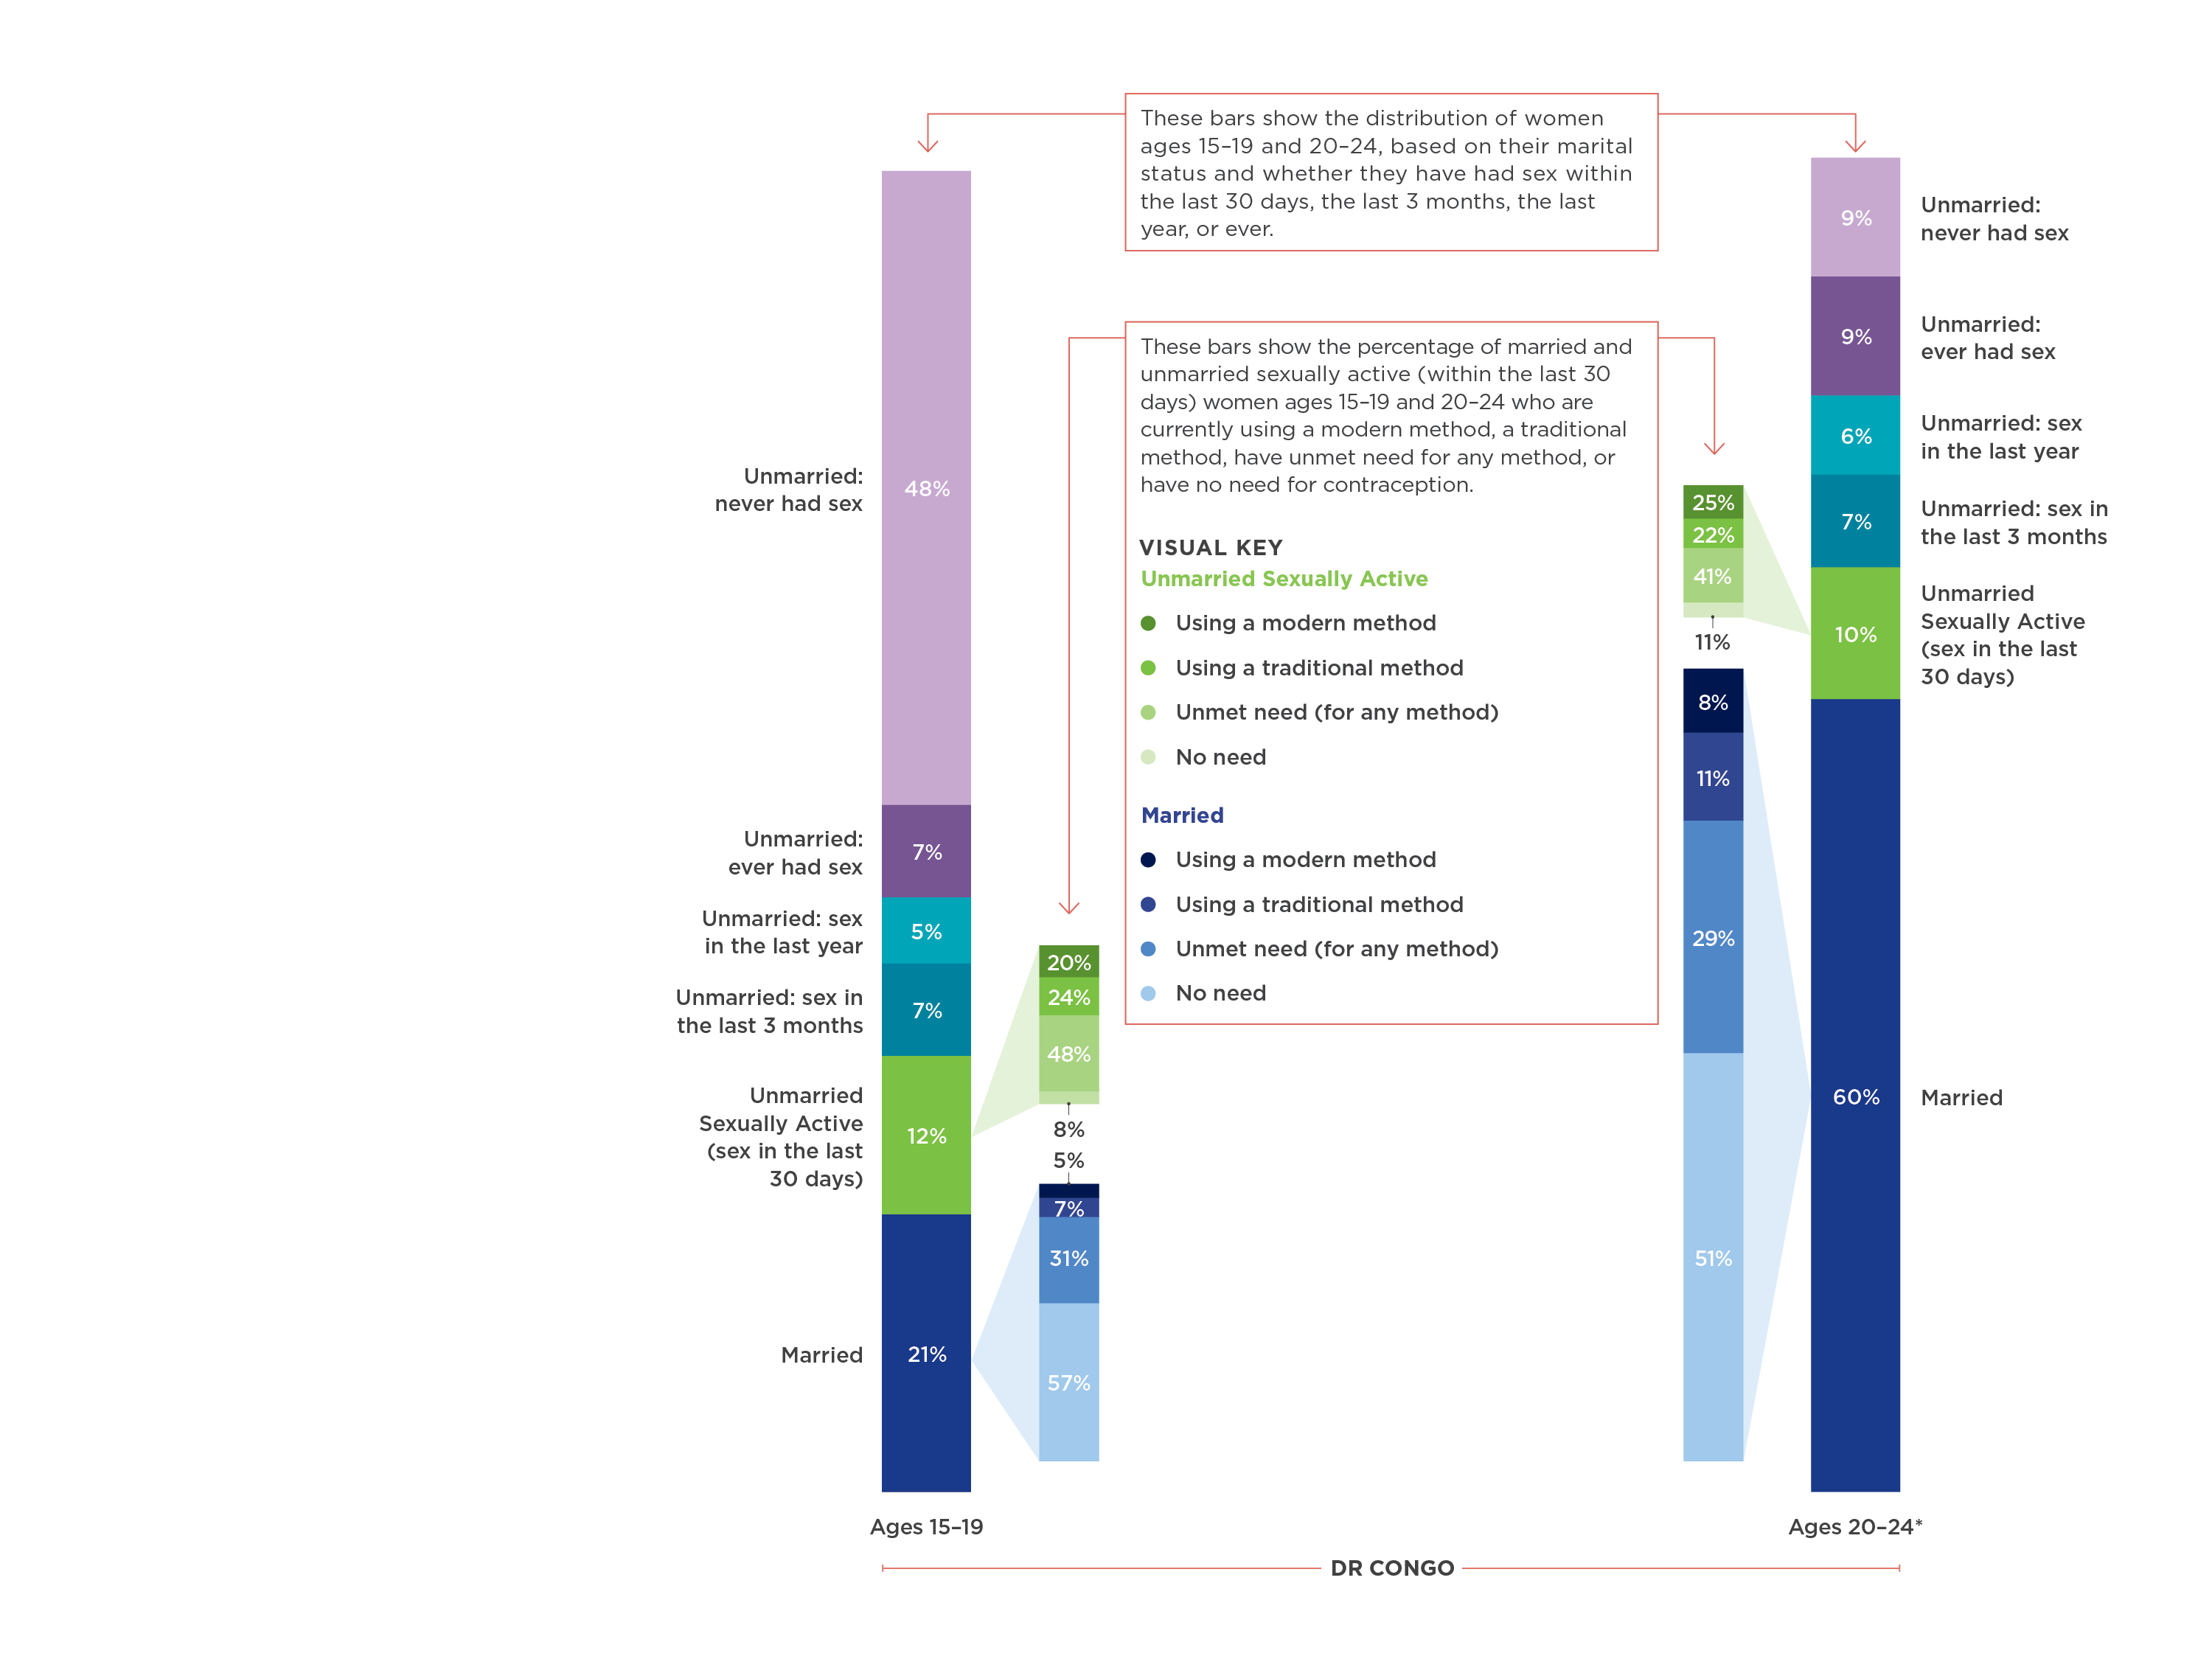 These bars show the distribution of women
ages 15–19 and 20–24, based on their marital
status and whether they have had sex within
the last 30 days, the last 3 months, the last
year, or ever.
These bars show the percentage of married and
unmarried sexually active (within the last 30
days) women ages 15–19 and 20–24 who are
currently using a modern method, a traditional
method, have unmet need for any method, or
have no need for contraception.
VISUAL KEY
Unmarried Sexually Active
Using a modern method
Using a traditional method
Unmet need (for any method)
No need
Married
Using a modern method
Using a traditional method
Unmet need (for any method)
No need
Unmarried:
never had sex
48%
Unmarried:
ever had sex
7%
Unmarried: sex
in the last year
5%
Unmarried: sex in
the last 3 months
7%
Unmarried
Sexually Active
(sex in the last
30 days)
12%
Married
21%
20%
24%
48%
8%
5%
7%
31%
57%
Ages 15–19
25%
22%
41%
11%
8%
11%
29%
51%
9%
Unmarried:
never had sex
9%
Unmarried:
ever had sex
6%
Unmarried: sex
in the last year
7%
Unmarried: sex in
the last 3 months
10%
Unmarried
Sexually Active
(sex in the last
30 days)
60%
Married
Ages 20–24*
DR CONGO